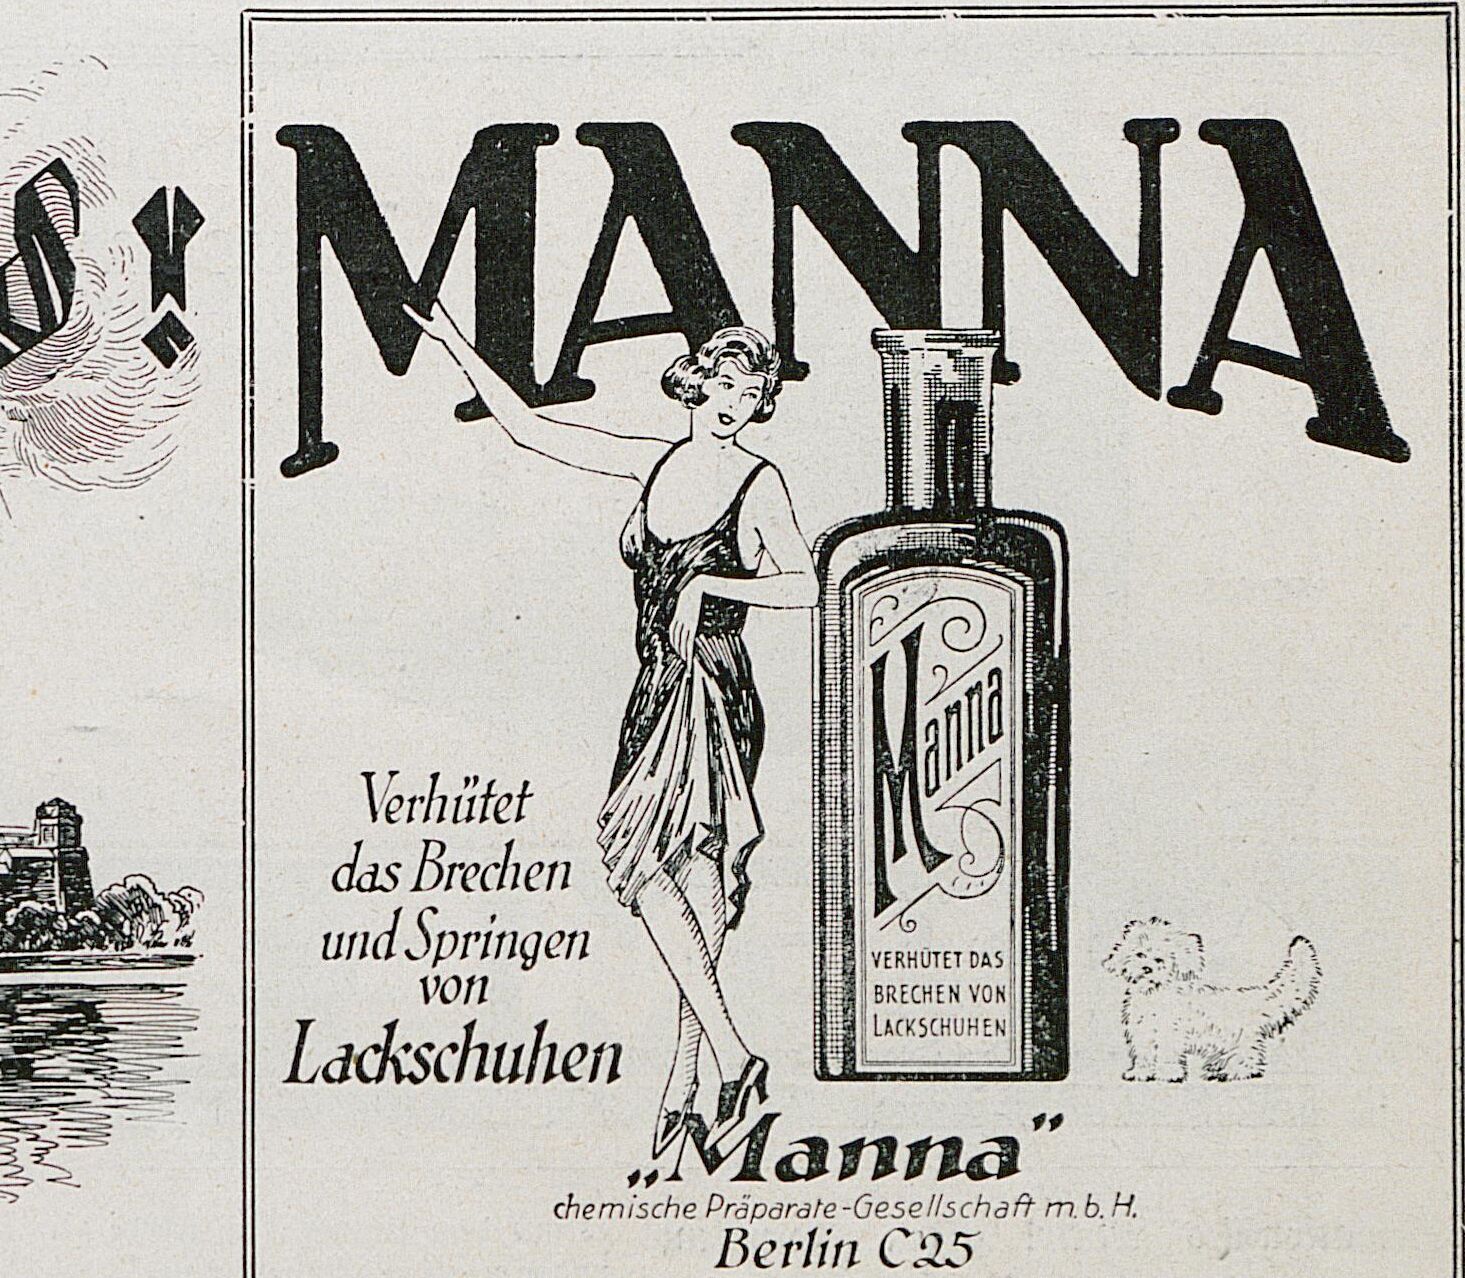 MANNA
Verhütet
das Brechen
und Springen
von
Lackschuhen
Manna
VERHÜTET DAS
BRECHEN VON
LACKSCHUHEN
„Manna”
chemische Präparate-Gesellschaft m. b. H.
Berlin C25